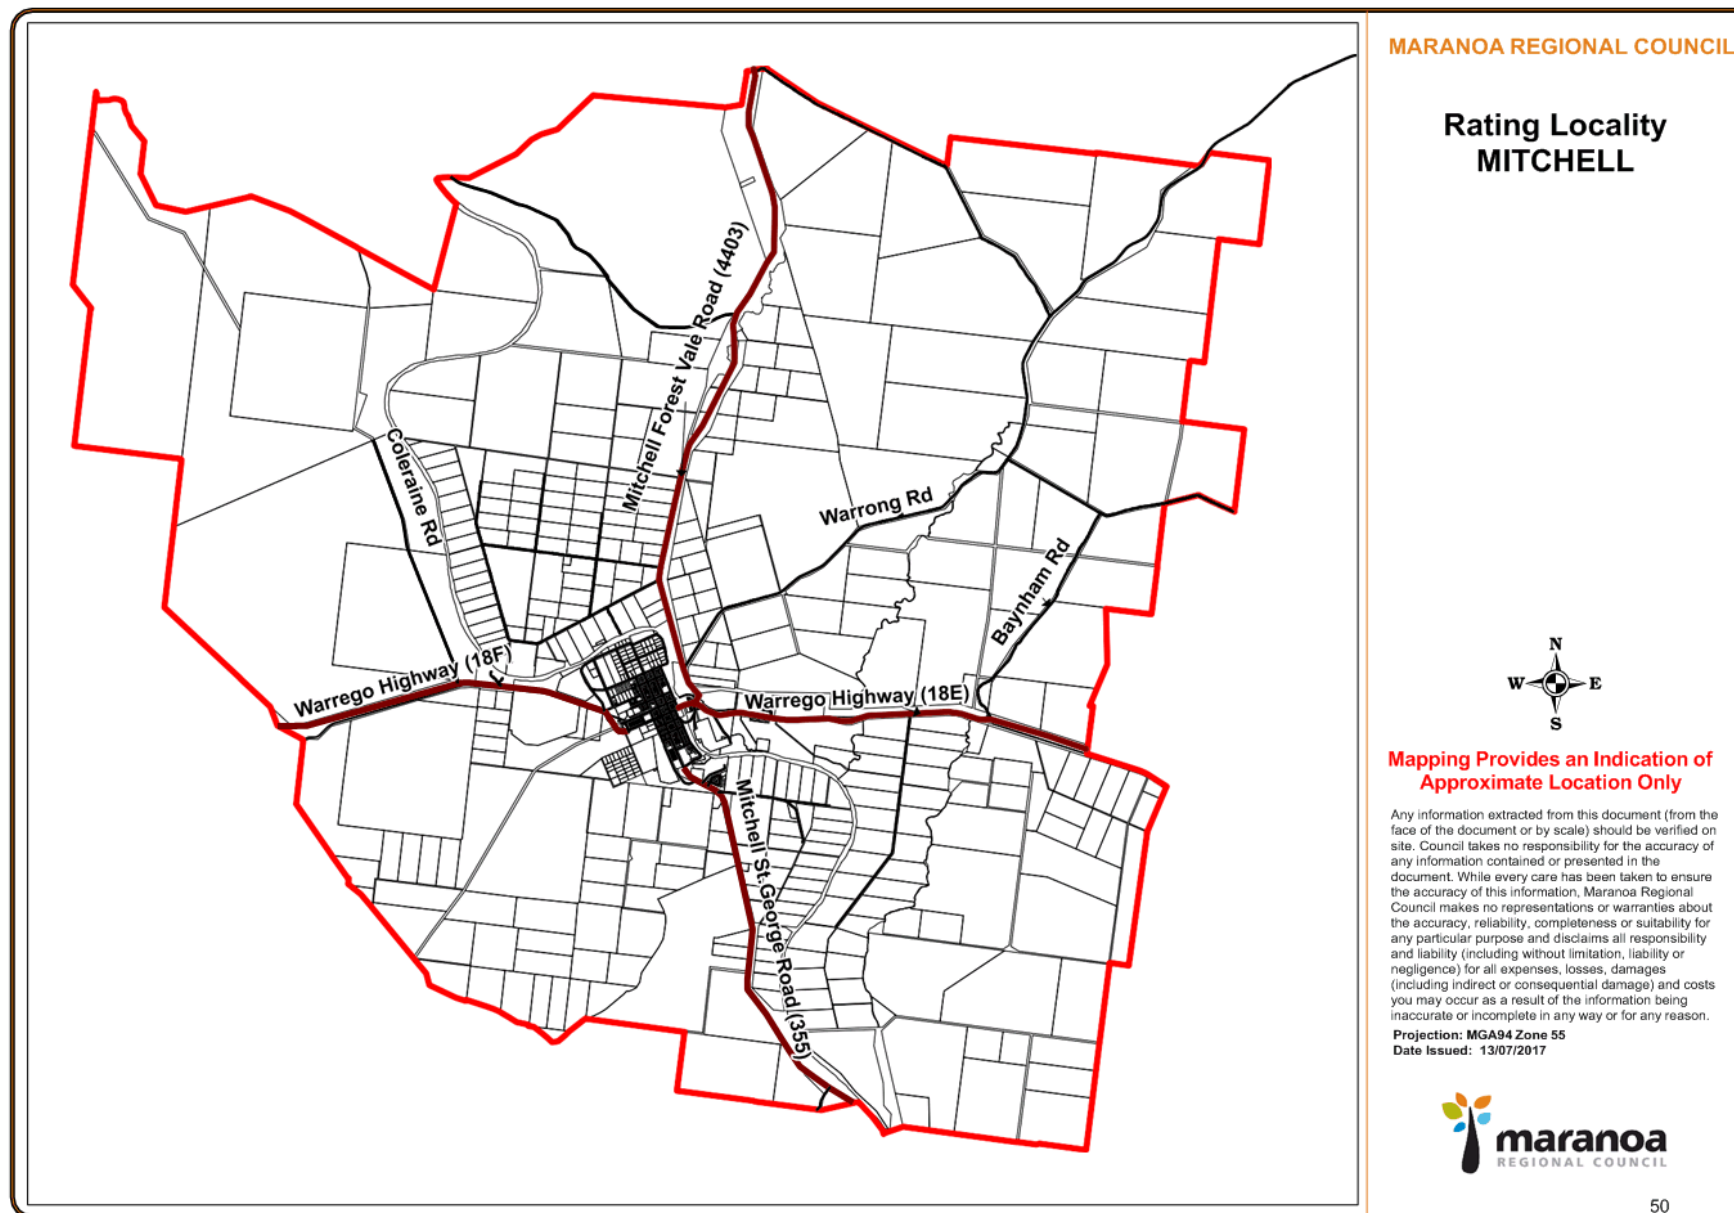 MARANOA REGIONAL COUNCIL
Rating Locality
MITCHELL
Mitchell Forest Vale Road (4403)
Coleraine Rd
Warrong Rd
Baynham Rd
Warrego Highway (18F)
Warrego Highway (18E)
Mitchell St.George Road (355)
N
W
E
S
Mapping Provides an Indication of
Approximate Location Only
Any information extracted from this document (from the
face of the document or by scale) should be verified on
site. Council takes no responsibility for the accuracy of
any information contained or presented in the
document. While every care has been taken to ensure
the accuracy of this information, Maranoa Regional
Council makes no representations or warranties about
the accuracy, reliability, completeness or suitability for
any particular purpose and disclaims all responsibility
and liability (including without limitation, liability or
negligence) for all expenses, losses, damages
(including indirect or consequential damage) and costs
you may occur as a result of the information being
inaccurate or incomplete in any way or for any reason.
Projection: MGA94 Zone 55
Date Issued: 13/07/2017
maranoa
REGIONAL COUNCIL
50